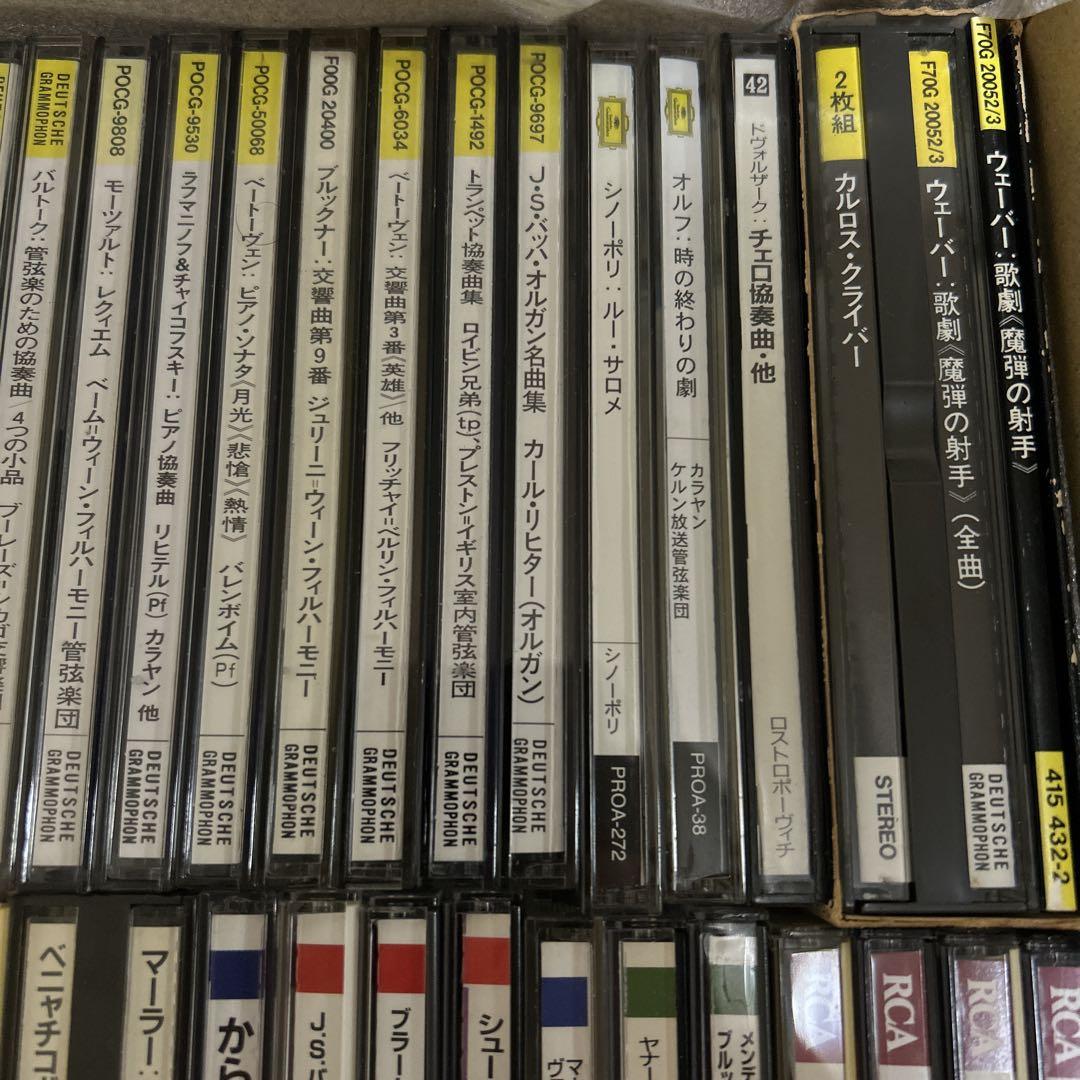 DEUTSCHE
GRAMMOPHON
バルトーク:管弦楽のための協奏曲/4つの小品
POCG-9808
モーツァルト:レクィエム ベーム=ウィーン・フィルハーモニー管弦楽団
DEUTSCHE
GRAMMOPHON
POCG-9530
ラフマニノフ&チャイコフスキー:ピアノ協奏曲 リヒテル(Pf) カラヤン 他
DEUTSCHE
GRAMMOPHON
POCG-50068
ベートーヴェン:ピアノ・ソナタ《月光》《悲愴》《熱情》 バレンボイム(Pf)
DEUTSCHE
GRAMMOPHON
F00G 20400
ブルックナー:交響曲第9番 ジュリーニ=ウィーン・フィルハーモニー
DEUTSCHE
GRAMMOPHON
POCG-6034
ベートーヴェン:交響曲第3番《英雄》/他 フリッチャイ=ベルリン・フィルハーモニー
DEUTSCHE
GRAMMOPHON
POCG-1492
トランペット協奏曲集 ロイビン兄弟(tp)、プレストン=イギリス室内管弦楽団
DEUTSCHE
GRAMMOPHON
POCG-9697
J・S・バッハ・オルガン名曲集 カール・リヒター(オルガン)
DEUTSCHE
GRAMMOPHON
シノーポリ:ルー・サロメ
シノーポリ
PROA-272
オルフ:時の終わりの劇
カラヤン
ケルン放送管弦楽団
PROA-38
42
ドヴォルザーク:チェロ協奏曲・他
ロストロポーヴィチ
2枚組
カルロス・クライバー
STEREO
F70G 20052/3
ウェーバー:歌劇《魔弾の射手》(全曲)
DEUTSCHE
GRAMMOPHON
F70G 20052/3
ウェーバー:歌劇《魔弾の射手》
415 432-2
ベニャチコ
マーラー:
から
J.S.バ
ブラー
シュー
マ
ヴ
ヤナー
メンデ
ブルッ
RCA
RCA
RCA
RCA